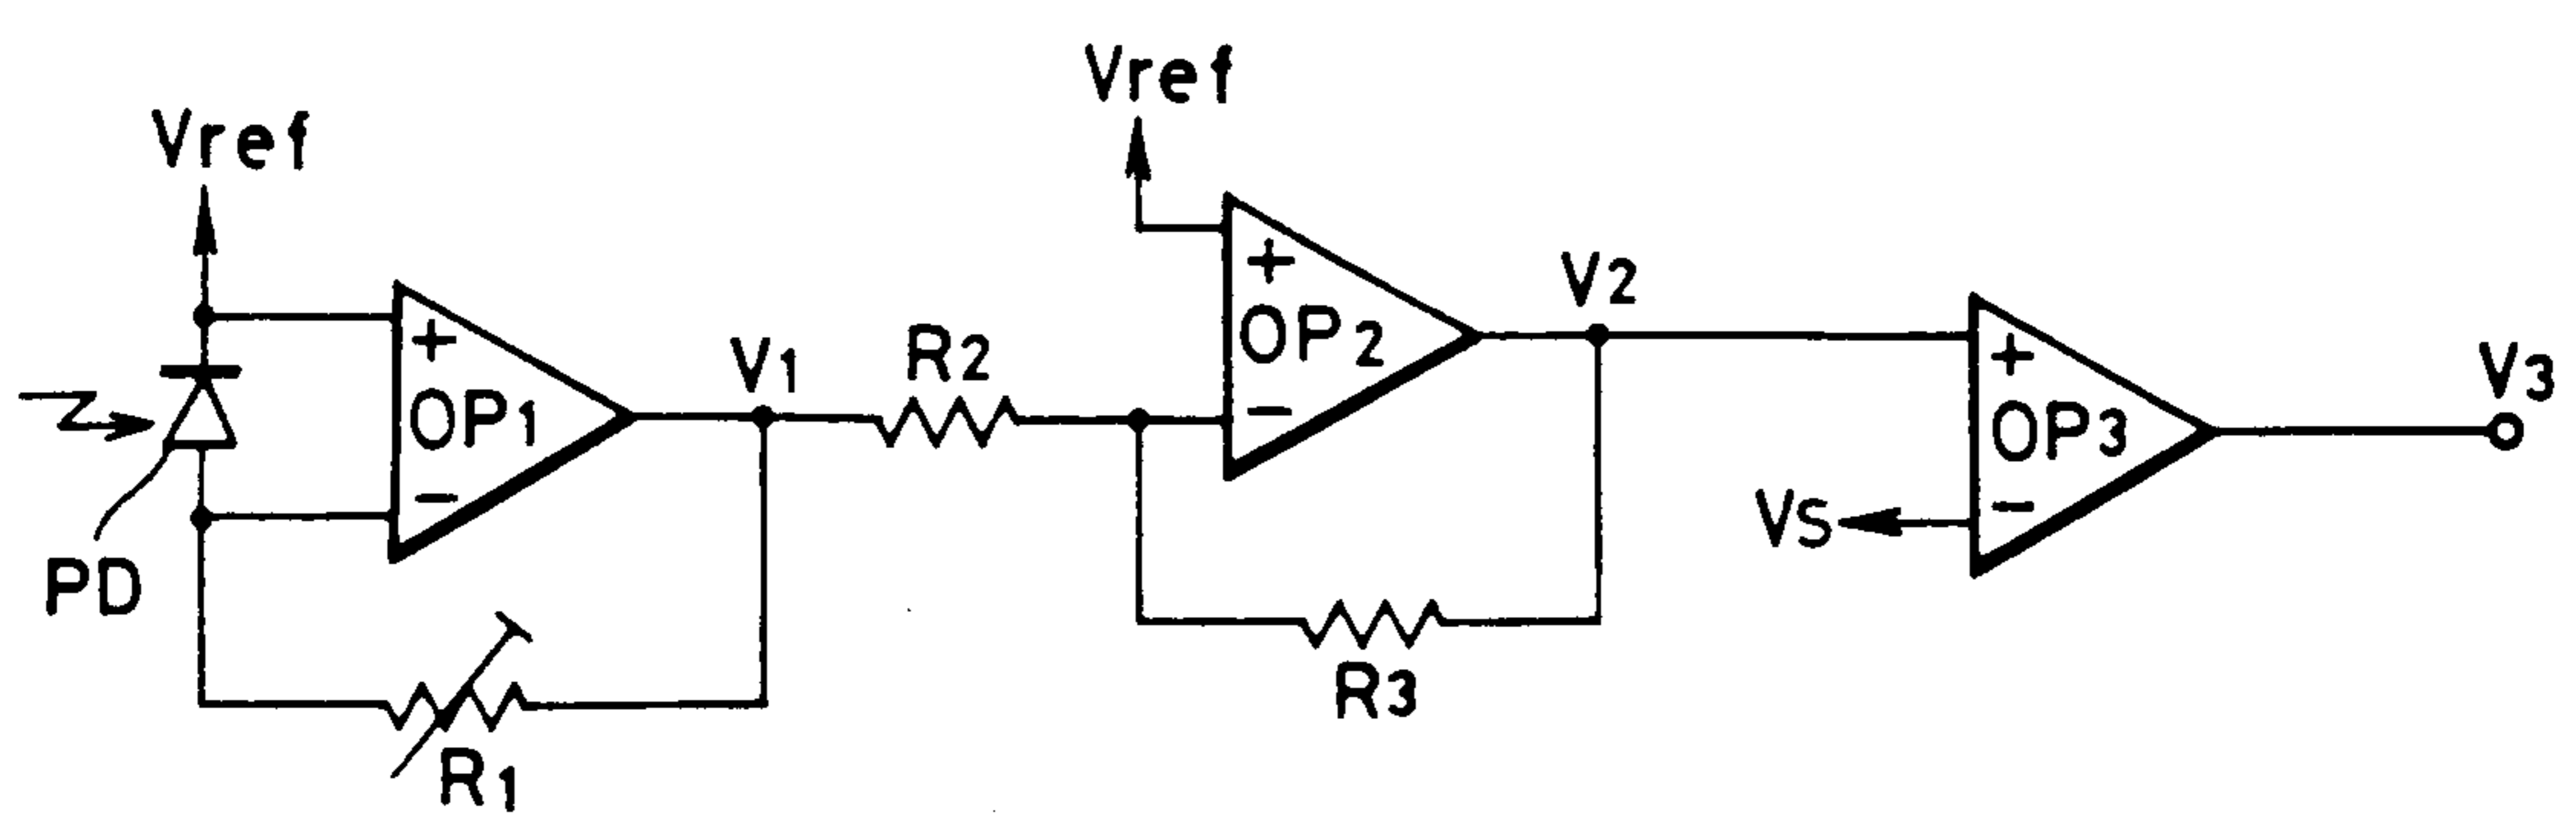 Vref
Vref
+
OP1
−
PD
R1
V1
R2
+
OP2
−
V2
R3
+
OP3
−
VS
V3